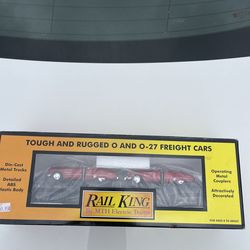 TOUGH AND RUGGED O AND O-27 FREIGHT CARS
Die-Cast
Metal Trucks
Detailed
ABS
Plastic Body
Operating
Metal
Couplers
Attractively
Decorated
RAIL KING
by MTH Electric Trains